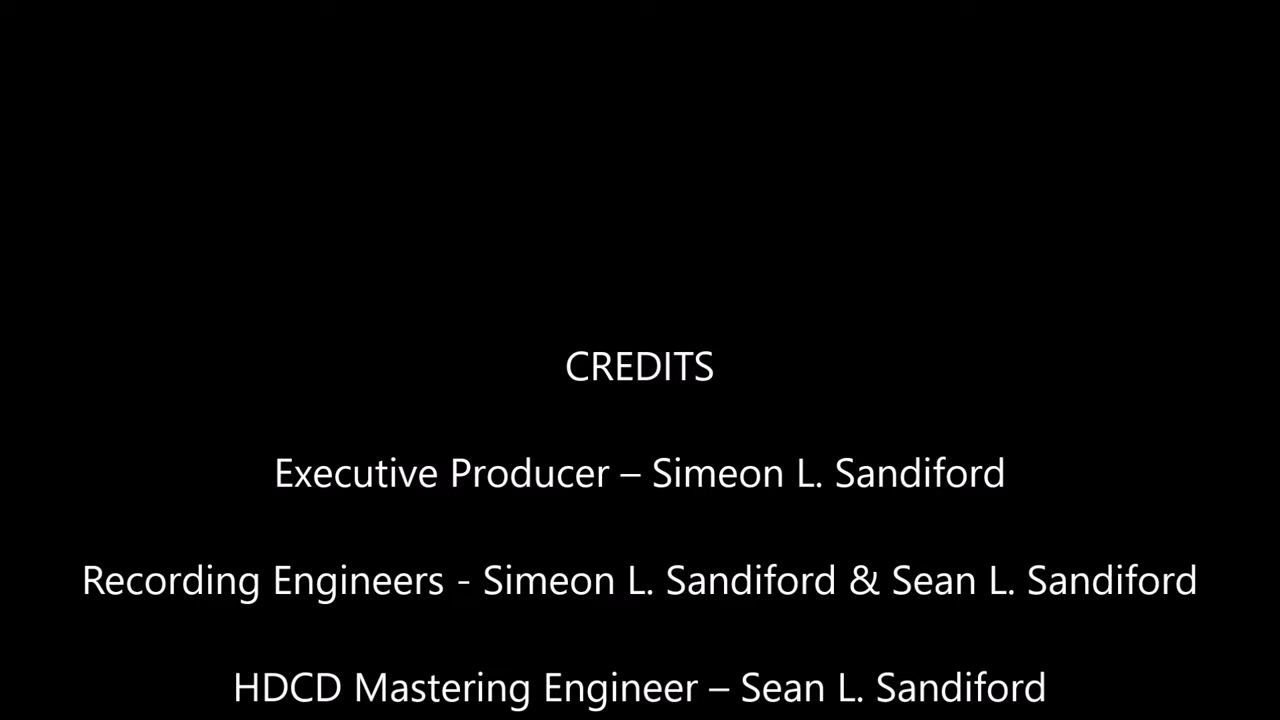 CREDITS
Executive Producer – Simeon L. Sandiford
Recording Engineers - Simeon L. Sandiford & Sean L. Sandiford
HDCD Mastering Engineer – Sean L. Sandiford